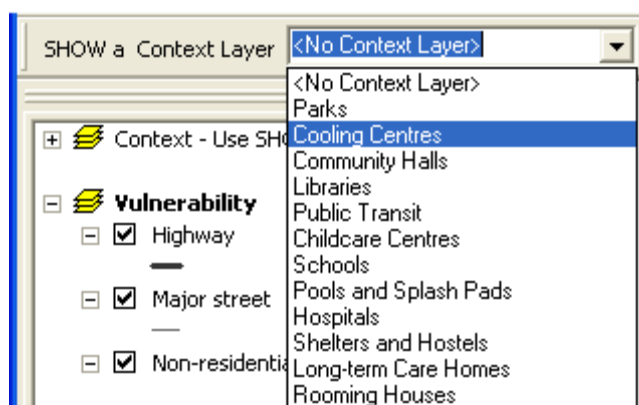 SHOW a Context Layer <No Context Layer>
<No Context Layer>
Parks
Cooling Centres
Community Halls
Libraries
Public Transit
Childcare Centres
Schools
Pools and Splash Pads
Hospitals
Shelters and Hostels
Long-term Care Homes
Rooming Houses
Context - Use SH
Vulnerability
Highway
Major street
Non-residentia